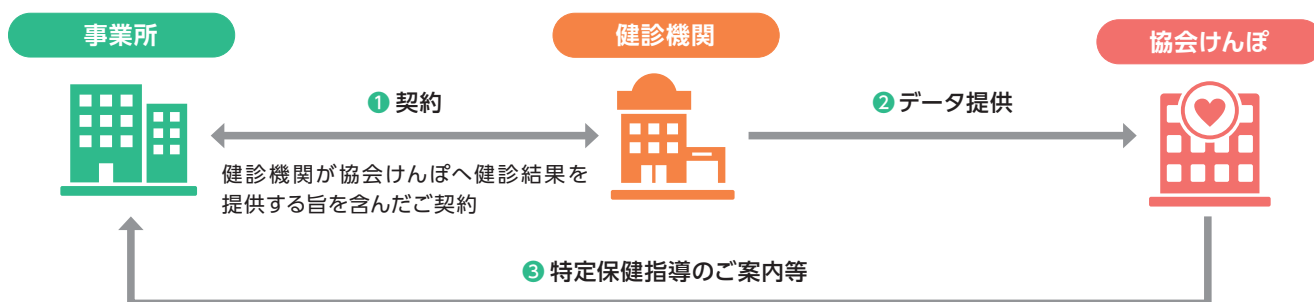 事業所
健診機関
協会けんぽ
❶ 契約
❷ データ提供
健診機関が協会けんぽへ健診結果を
提供する旨を含んだご契約
❸ 特定保健指導のご案内等